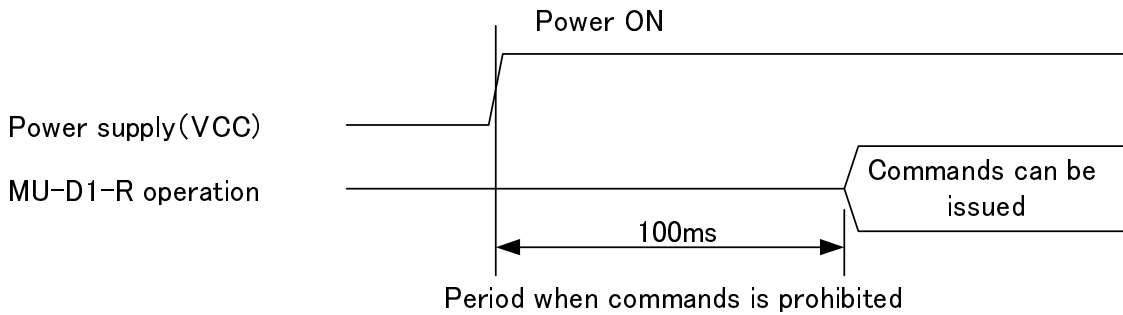 Power ON
Power supply(VCC)
MU-D1-R operation
Commands can be
issued
100ms
Period when commands is prohibited